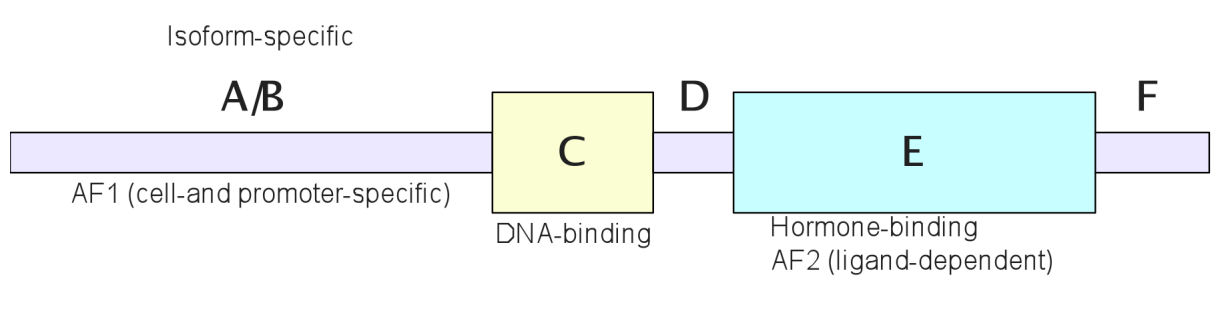 Isoform-specific
A/B
D
F
C
E
AF1 (cell-and promoter-specific)
DNA-binding
Hormone-binding
AF2 (ligand-dependent)